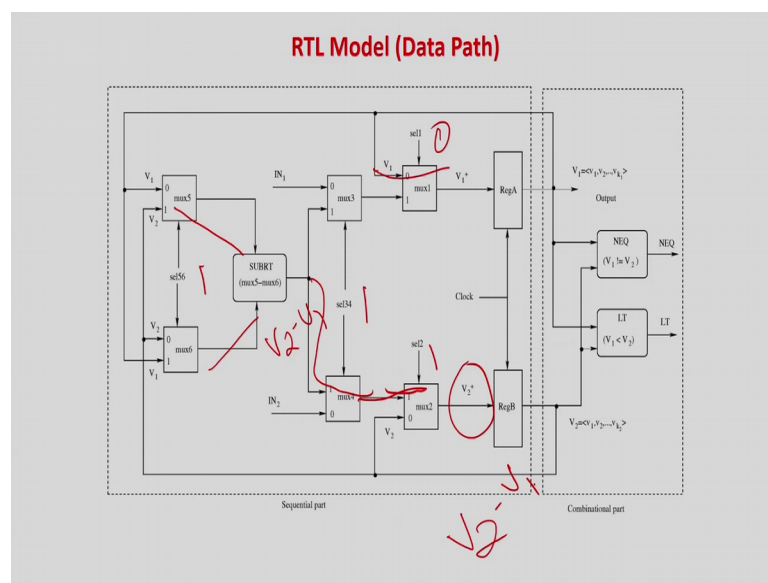 RTL Model (Data Path)
sel1
0
V1
0
mux1
1
V1+
RegA
V1=<v1,v2,...,vk1>
Output
IN1
0
mux3
1
V1
0
mux5
1
V2
sel56
1
SUBRT
(mux5-mux6)
V2-V1
V2
0
mux6
1
V1
sel34
1
Clock
NEQ
(V1 != V2)
NEQ
LT
(V1 < V2)
LT
sel2
1
1
mux4
0
IN2
1
mux2
0
V2
V2+
RegB
V2=<v1,v2,...,vk2>
V2-V1
Sequential part
Combinational part